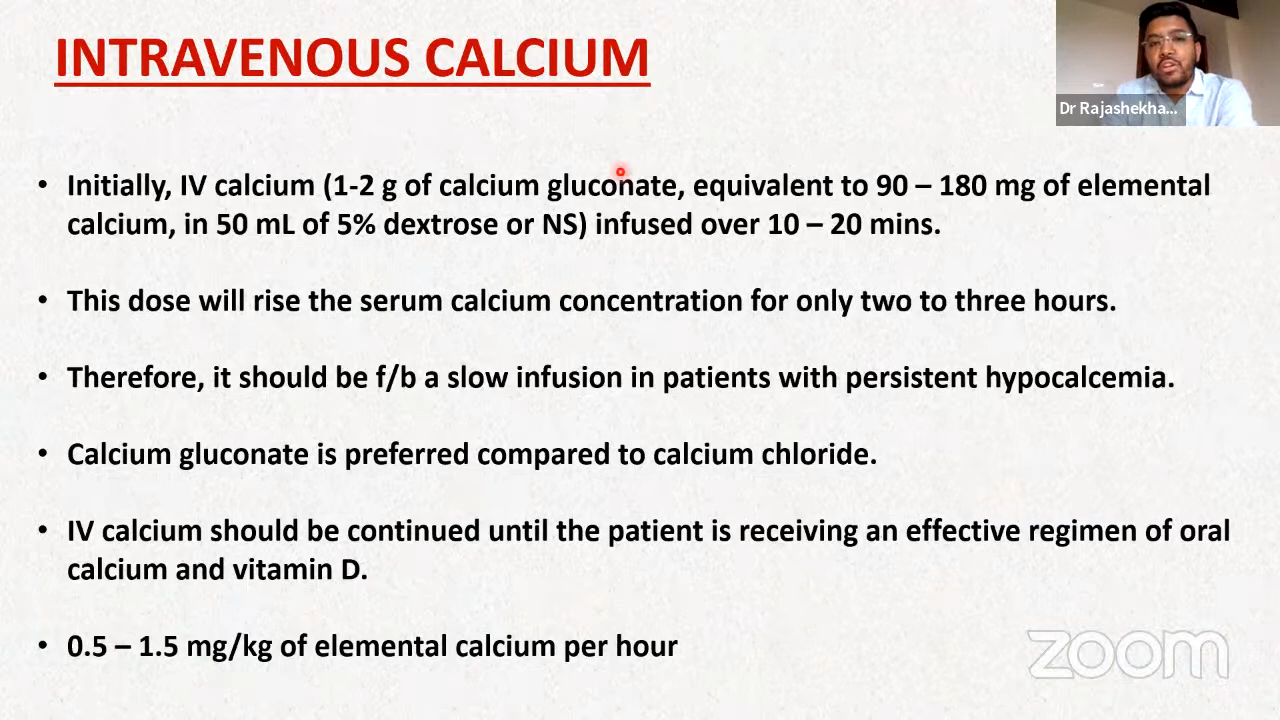 INTRAVENOUS CALCIUM
Dr Rajashekha...
• Initially, IV calcium (1-2 g of calcium gluconate, equivalent to 90 – 180 mg of elemental
calcium, in 50 mL of 5% dextrose or NS) infused over 10 – 20 mins.
• This dose will rise the serum calcium concentration for only two to three hours.
• Therefore, it should be f/b a slow infusion in patients with persistent hypocalcemia.
• Calcium gluconate is preferred compared to calcium chloride.
• IV calcium should be continued until the patient is receiving an effective regimen of oral
calcium and vitamin D.
• 0.5 – 1.5 mg/kg of elemental calcium per hour
zoom